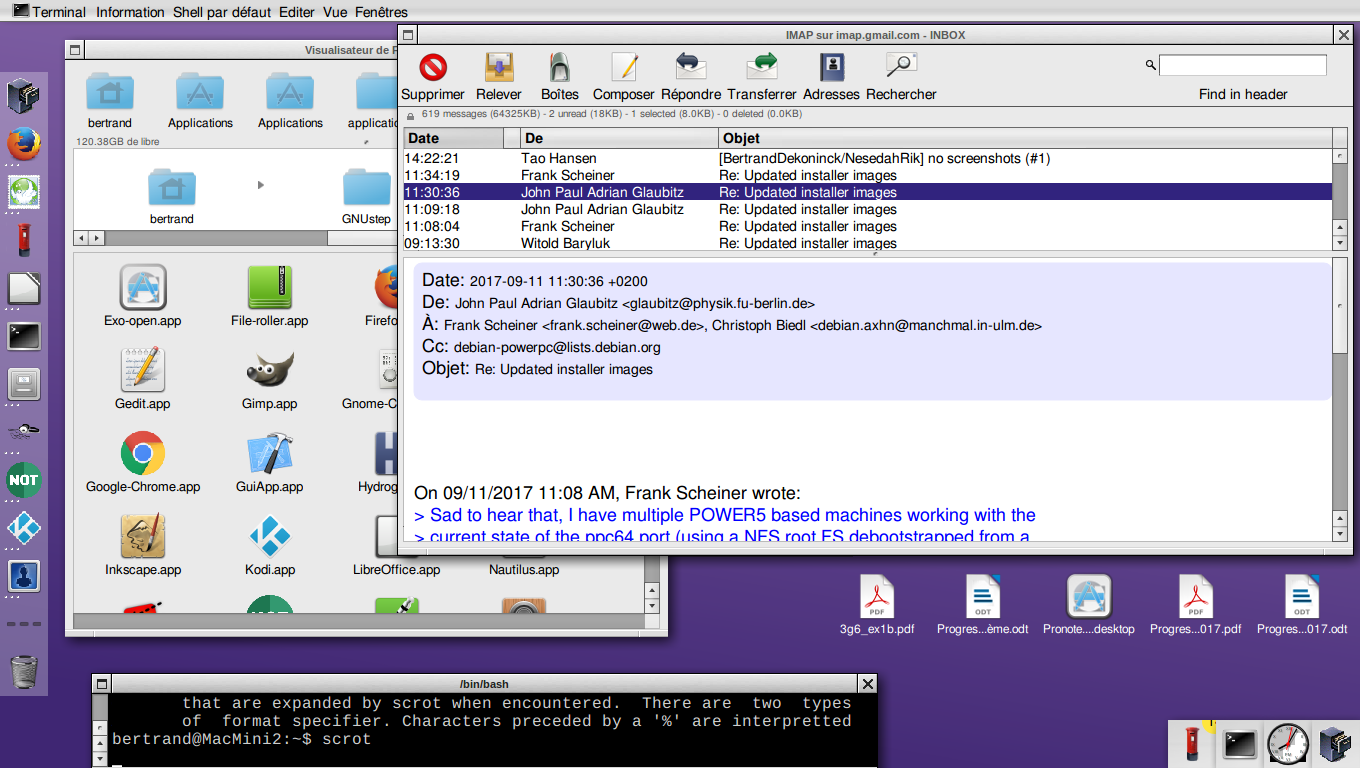 Terminal Information Shell par défaut Editer Vue Fenêtres
Visualisateur de
bertrand Applications Applications
120.38GB de libre
bertrand GNUstep
Exo-open.app File-roller.app
Gedit.app Gimp.app
Google-Chrome.app GuiApp.app
Inkscape.app Kodi.app LibreOffice.app Nautilus.app
NOT
IMAP sur imap.gmail.com - INBOX
Supprimer Relever Boîtes Composer Répondre Transferrer Adresses Rechercher Find in header
619 messages (64325KB) - 2 unread (18KB) - 1 selected (8.0KB) - 0 deleted (0.0KB)
Date De Objet
14:22:21 Tao Hansen [BertrandDekoninck/NesedahRik] no screenshots (#1)
11:34:19 Frank Scheiner Re: Updated installer images
11:30:36 John Paul Adrian Glaubitz Re: Updated installer images
11:09:18 John Paul Adrian Glaubitz Re: Updated installer images
11:08:04 Frank Scheiner Re: Updated installer images
09:13:30 Witold Baryluk Re: Updated installer images
Date: 2017-09-11 11:30:36 +0200
De: John Paul Adrian Glaubitz <glaubitz@physik.fu-berlin.de>
À: Frank Scheiner <frank.scheiner@web.de>, Christoph Biedl <debian.axhn@manchmal.in-ulm.de>
Cc: debian-powerpc@lists.debian.org
Objet: Re: Updated installer images
On 09/11/2017 11:08 AM, Frank Scheiner wrote:
> Sad to hear that, I have multiple POWER5 based machines working with the
> current state of the ppc64 port (using a NFS root FS debootstrapped from a
PDF ODT PDF ODT
3g6_ex1b.pdf Progres...ème.odt Pronote....desktop Progres...017.pdf Progres...017.odt
/bin/bash
that are expanded by scrot when encountered. There are two types
of format specifier. Characters preceded by a '%' are interpretted
bertrand@MacMini2:~$ scrot